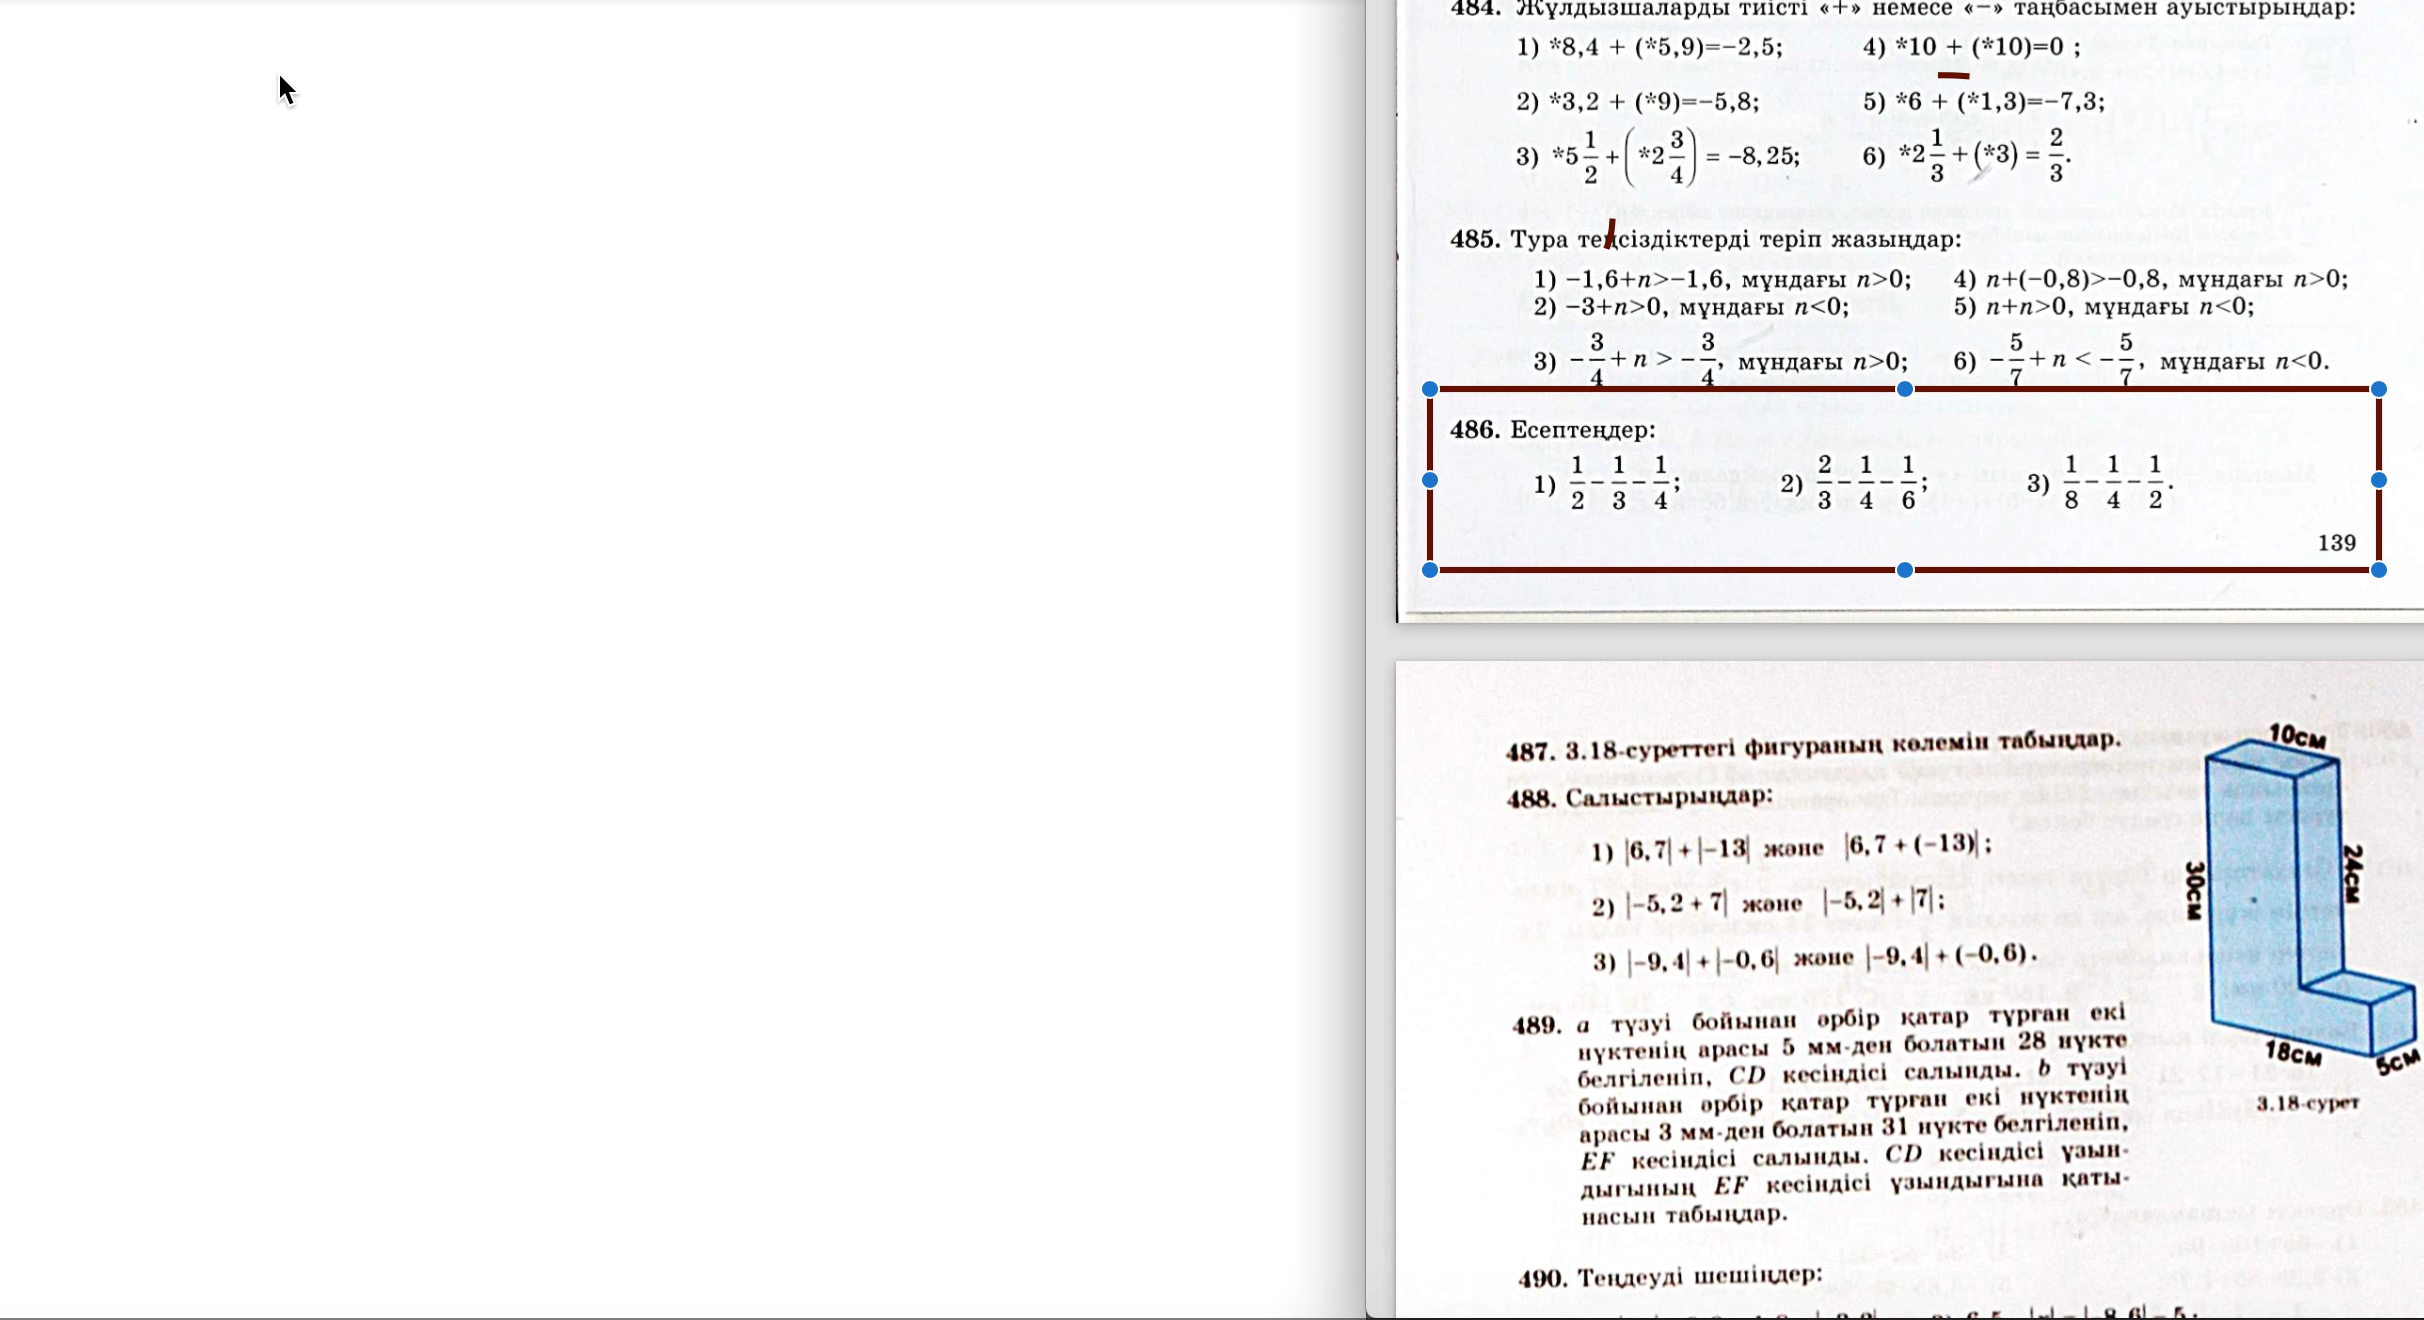 484. Жұлдызшаларды тиісті «+» немесе «−» таңбасымен ауыстырыңдар:
1) *8,4 + (*5,9)=−2,5; 4) *10 + (*10)=0 ;
2) *3,2 + (*9)=−5,8; 5) *6 + (*1,3)=−7,3;
3) *5 1/2 + (*2 3/4) = −8,25; 6) *2 1/3 + (*3) = 2/3.
485. Тура теңсіздіктерді теріп жазыңдар:
1) −1,6+n>−1,6, мұндағы n>0; 4) n+(−0,8)>−0,8, мұндағы n>0;
2) −3+n>0, мұндағы n<0; 5) n+n>0, мұндағы n<0;
3) −3/4 + n > −3/4, мұндағы n>0; 6) −5/7 + n < −5/7, мұндағы n<0.
486. Есептеңдер:
1) 1/2 − 1/3 − 1/4; 2) 2/3 − 1/4 − 1/6; 3) 1/8 − 1/4 − 1/2.
139
487. 3.18-суреттегі фигураның көлемін табыңдар.
488. Салыстырыңдар:
1) |6,7| + |−13| және |6,7 + (−13)|;
2) |−5,2 + 7| және |−5,2| + |7|;
3) |−9,4| + |−0,6| және |−9,4| + (−0,6).
10см
30см
24см
18см
5см
3.18-сурет
489. a түзуі бойынан әрбір қатар тұрған екі
нүктенің арасы 5 мм-ден болатын 28 нүкте
белгіленіп, CD кесіндісі салынды. b түзуі
бойынан әрбір қатар тұрған екі нүктенің
арасы 3 мм-ден болатын 31 нүкте белгіленіп,
EF кесіндісі салынды. CD кесіндісі ұзын-
дығының EF кесіндісі ұзындығына қаты-
насын табыңдар.
490. Теңдеуді шешіңдер: